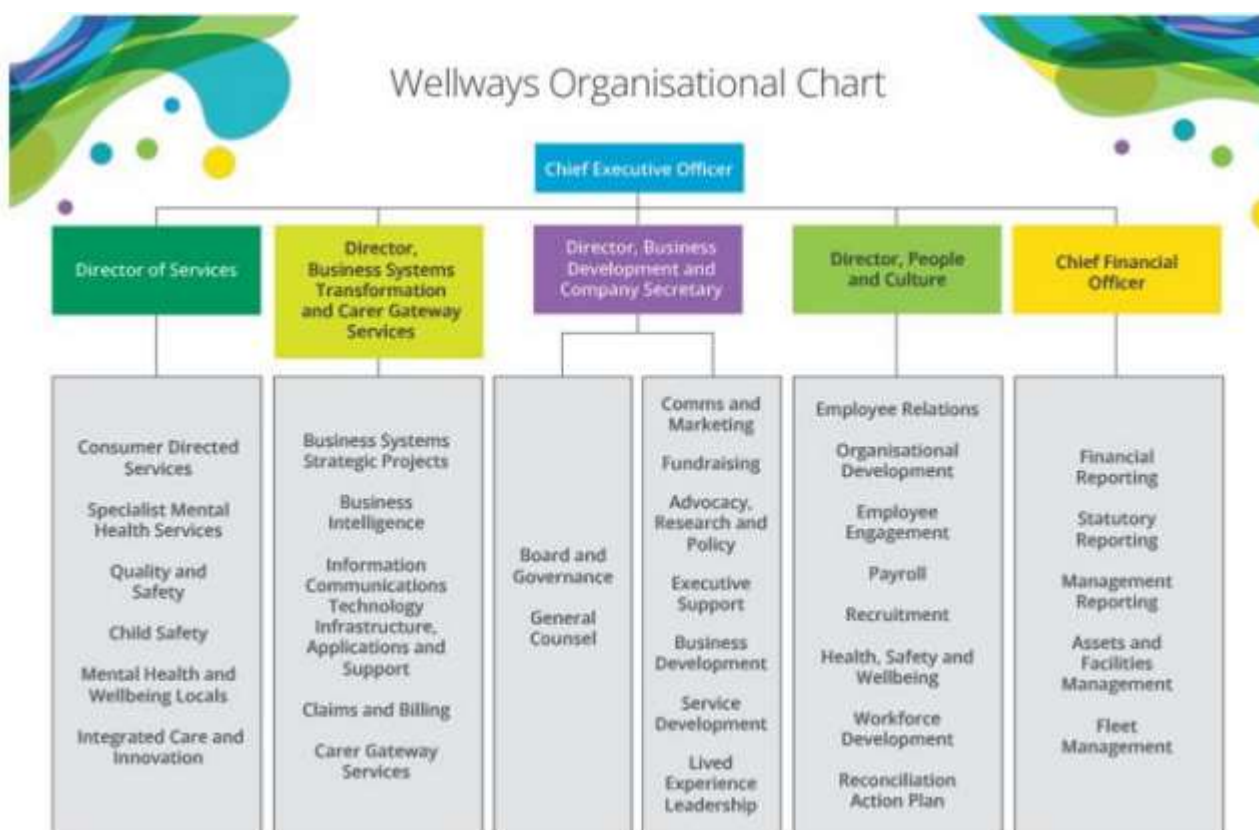 Wellways Organisational Chart
Chief Executive Officer
Director of Services
Director,
Business Systems
Transformation
and Carer Gateway
Services
Director, Business
Development and
Company Secretary
Director, People
and Culture
Chief Financial
Officer
Consumer Directed
Services
Specialist Mental
Health Services
Quality and
Safety
Child Safety
Mental Health and
Wellbeing Locals
Integrated Care and
Innovation
Business Systems
Strategic Projects
Business
Intelligence
Information
Communications
Technology
Infrastructure,
Applications and
Support
Claims and Billing
Carer Gateway
Services
Board and
Governance
General
Counsel
Comms and
Marketing
Fundraising
Advocacy,
Research and
Policy
Executive
Support
Business
Development
Service
Development
Lived
Experience
Leadership
Employee Relations
Organisational
Development
Employee
Engagement
Payroll
Recruitment
Health, Safety and
Wellbeing
Workforce
Development
Reconciliation
Action Plan
Financial
Reporting
Statutory
Reporting
Management
Reporting
Assets and
Facilities
Management
Fleet
Management